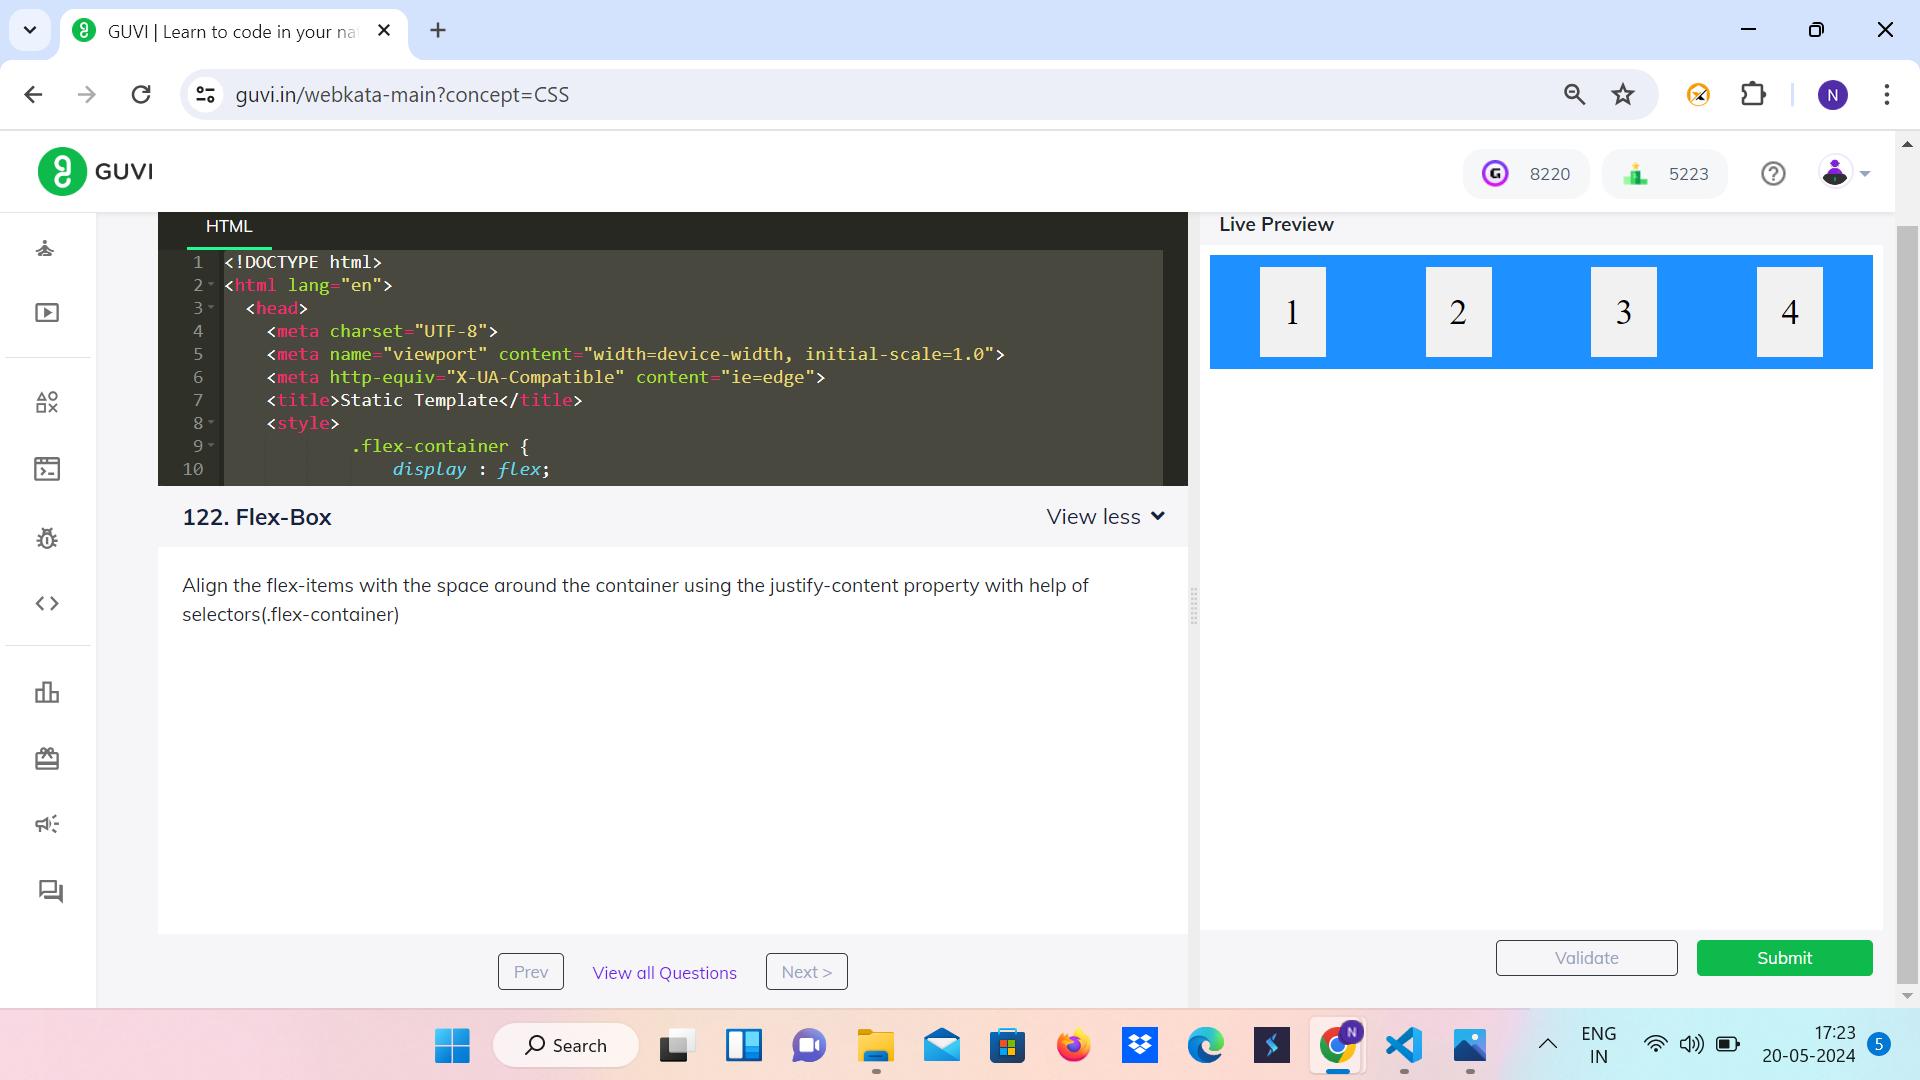 GUVI | Learn to code in your na
guvi.in/webkata-main?concept=CSS
N
GUVI
8220
5223
HTML
1 <!DOCTYPE html>
2 <html lang="en">
3 <head>
4 <meta charset="UTF-8">
5 <meta name="viewport" content="width=device-width, initial-scale=1.0">
6 <meta http-equiv="X-UA-Compatible" content="ie=edge">
7 <title>Static Template</title>
8 <style>
9 .flex-container {
10 display : flex;
Live Preview
1 2 3 4
122. Flex-Box
View less
Align the flex-items with the space around the container using the justify-content property with help of
selectors(.flex-container)
Prev
View all Questions
Next >
Validate
Submit
Search
N
ENG
IN
17:23
20-05-2024
5